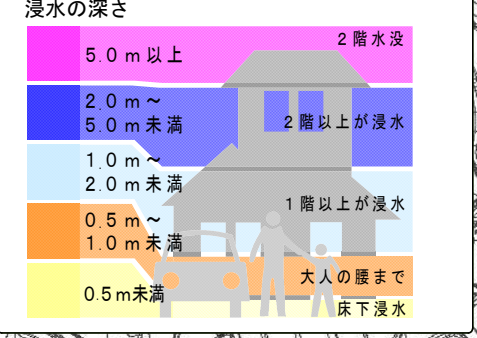 浸水の深さ
5.0m以上
2階水没
2.0m～
5.0m未満
2階以上が浸水
1.0m～
2.0m未満
1階以上が浸水
0.5m～
1.0m未満
大人の腰まで
0.5m未満
床下浸水